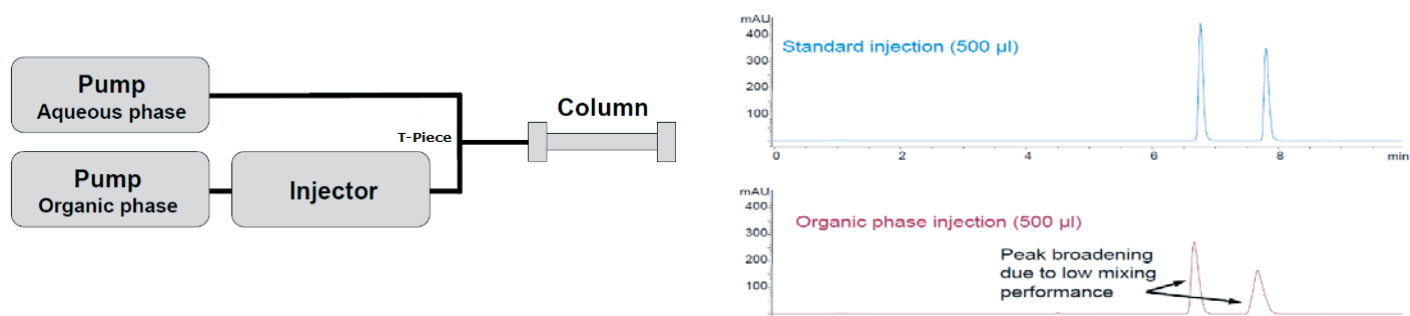 Pump
Aqueous phase
T-Piece
Column
Pump
Organic phase
Injector
mAU
400
Standard injection (500 µl)
300
200
100
0 2 4 6 8 min
mAU
400
Organic phase injection (500 µl)
300
Peak broadening
200
due to low mixing
performance
100